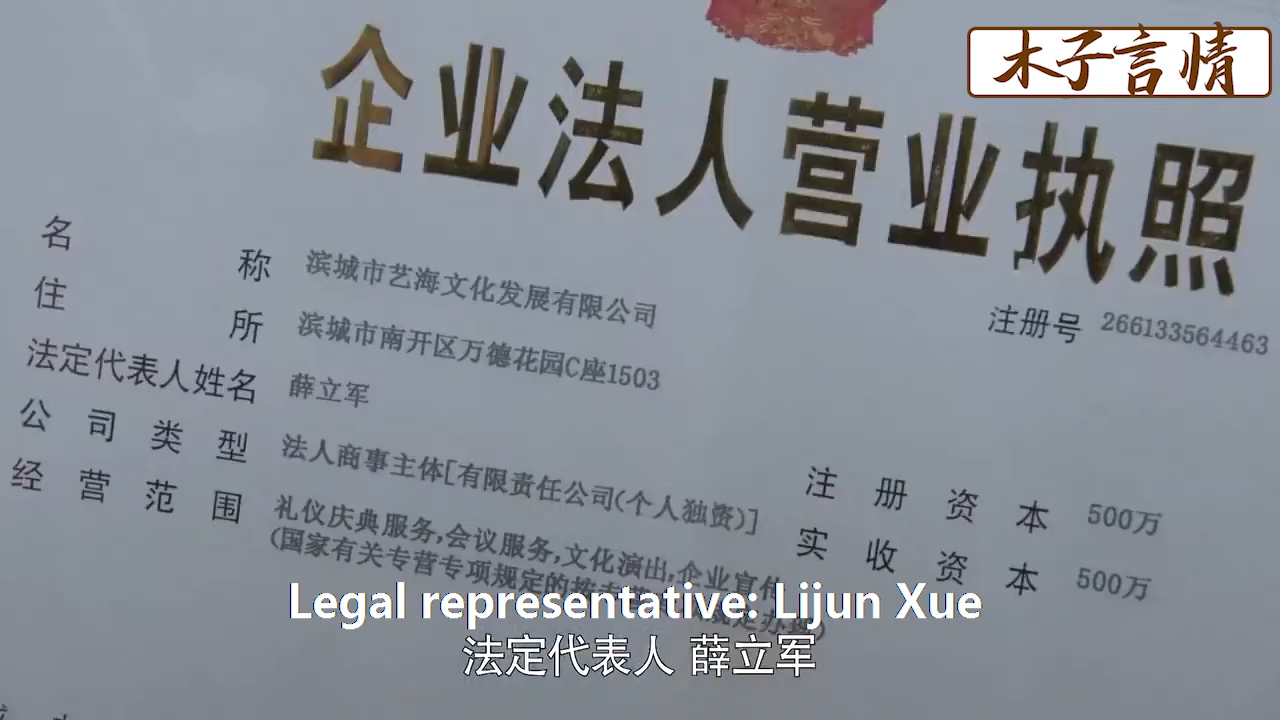 木子言情
企业法人营业执照
注册号 266133564463
名称 滨城市艺海文化发展有限公司
住所 滨城市南开区万德花园C座1503
法定代表人姓名 薛立军
公司类型 法人商事主体[有限责任公司(个人独资)]
注册资本 500万
实收资本 500万
经营范围 礼仪庆典服务,会议服务,文化演出,企业宣传
(国家有关专营专项规定的按专
Legal representative: Lijun Xue
法定代表人 薛立军